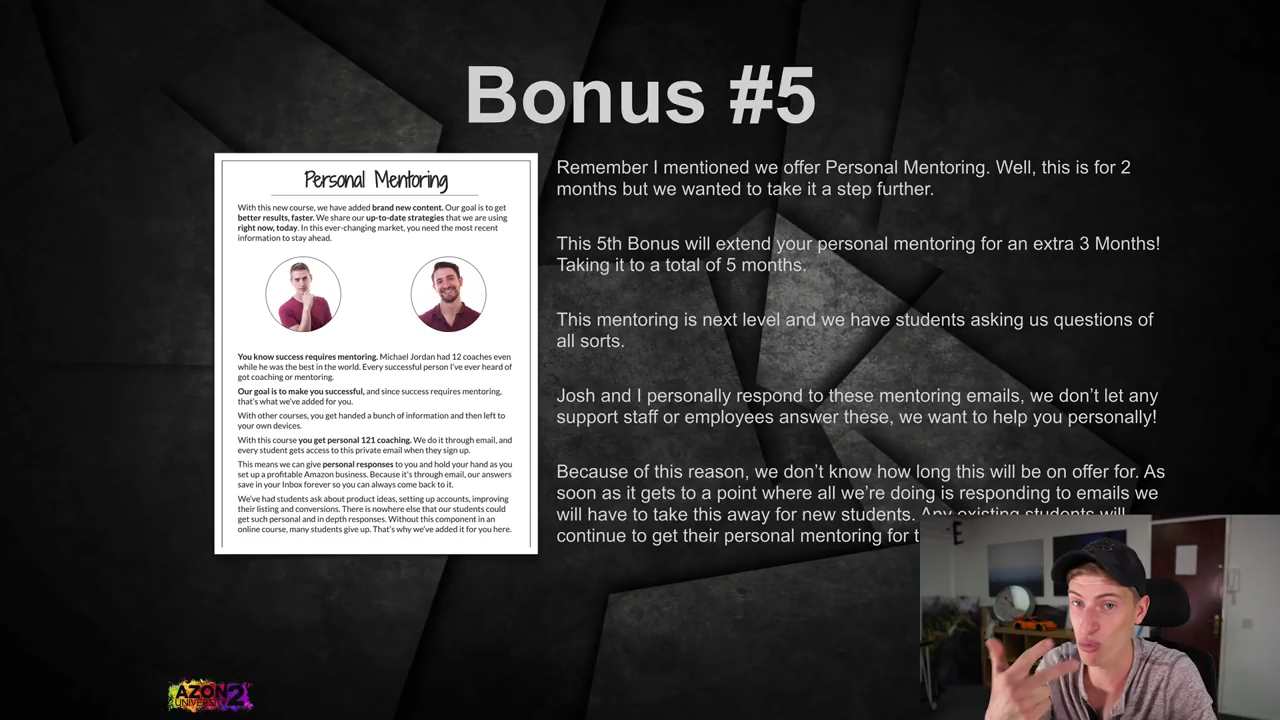 Bonus #5
Personal Mentoring
With this new course, we have added brand new content. Our goal is to get
better results, faster. We share our up-to-date strategies that we are using
right now, today. In this ever-changing market, you need the most recent
information to stay ahead.
You know success requires mentoring. Michael Jordan had 12 coaches even
while he was the best in the world. Every successful person I've ever heard of
got coaching or mentoring.
Our goal is to make you successful, and since success requires mentoring,
that's what we've added for you.
With other courses, you get handed a bunch of information and then left to
your own devices.
With this course you get personal 121 coaching. We do it through email, and
every student gets access to this private email when they sign up.
This means we can give personal responses to you and hold your hand as you
set up a profitable Amazon business. Because it's through email, our answers
save in your Inbox forever so you can always come back to it.
We've had students ask about product ideas, setting up accounts, improving
their listing and conversions. There is nowhere else that our students could
get such personal and in depth responses. Without this component in an
online course, many students give up. That's why we've added it for you here.
Remember I mentioned we offer Personal Mentoring. Well, this is for 2
months but we wanted to take it a step further.
This 5th Bonus will extend your personal mentoring for an extra 3 Months!
Taking it to a total of 5 months.
This mentoring is next level and we have students asking us questions of
all sorts.
Josh and I personally respond to these mentoring emails, we don't let any
support staff or employees answer these, we want to help you personally!
Because of this reason, we don't know how long this will be on offer for. As
soon as it gets to a point where all we're doing is responding to emails we
will have to take this away for new students. Any existing students will
continue to get their personal mentoring for t
E
AZON
UNIVERSITY 2